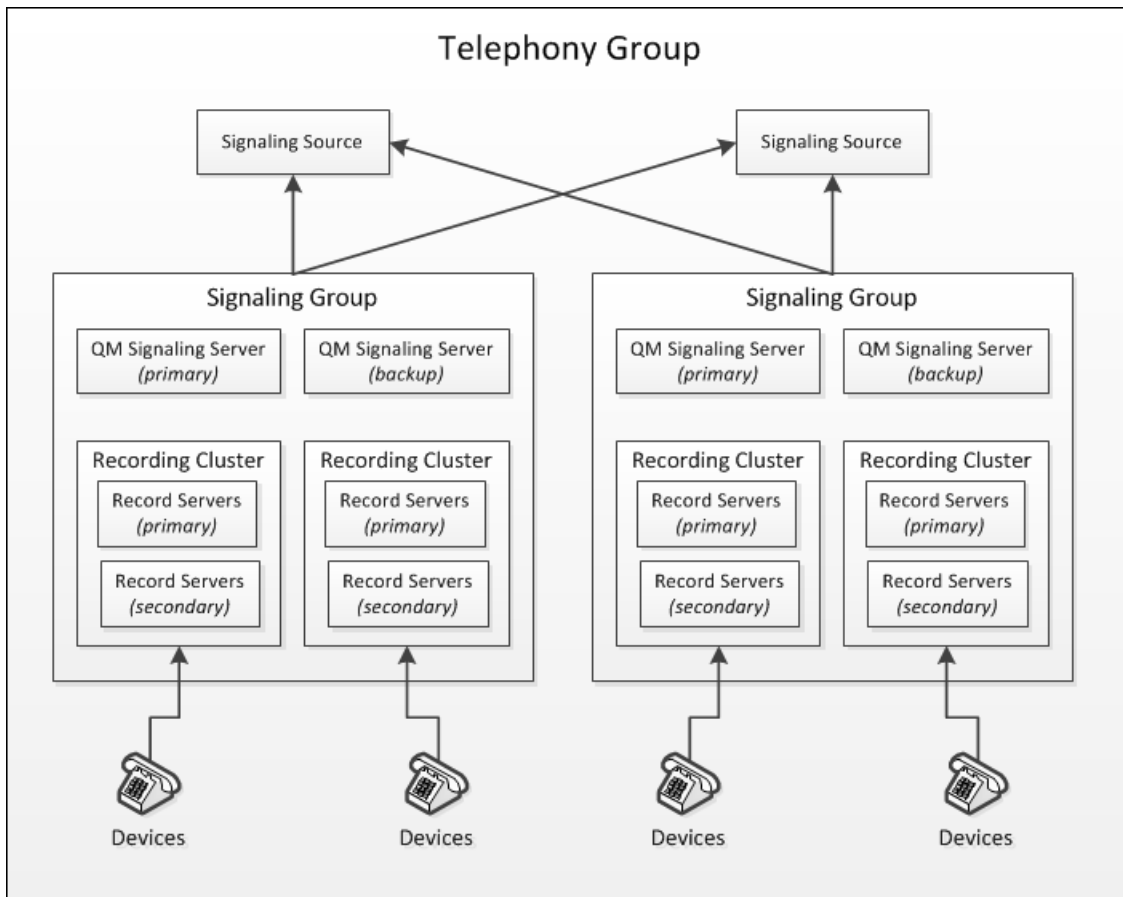 Telephony Group
Signaling Source
Signaling Source
Signaling Group
QM Signaling Server
(primary)
QM Signaling Server
(backup)
Recording Cluster
Record Servers
(primary)
Record Servers
(secondary)
Recording Cluster
Record Servers
(primary)
Record Servers
(secondary)
Signaling Group
QM Signaling Server
(primary)
QM Signaling Server
(backup)
Recording Cluster
Record Servers
(primary)
Record Servers
(secondary)
Recording Cluster
Record Servers
(primary)
Record Servers
(secondary)
Devices
Devices
Devices
Devices